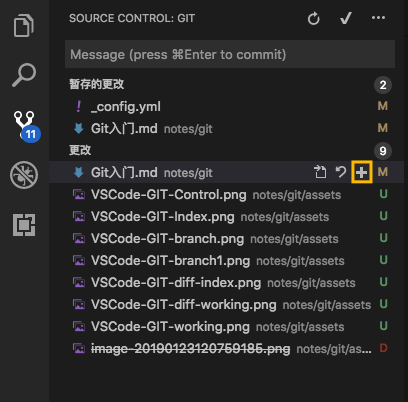 SOURCE CONTROL: GIT
Message (press ⌘Enter to commit)
暂存的更改 2
! _config.yml M
Git入门.md notes/git M
11
更改 9
Git入门.md notes/git M
VSCode-GIT-Control.png notes/git/assets U
VSCode-GIT-Index.png notes/git/assets U
VSCode-GIT-branch.png notes/git/assets U
VSCode-GIT-branch1.png notes/git/assets U
VSCode-GIT-diff-index.png notes/git/assets U
VSCode-GIT-diff-working.png notes/git/assets U
VSCode-GIT-working.png notes/git/assets U
image-20190123120759185.png notes/git/as... D